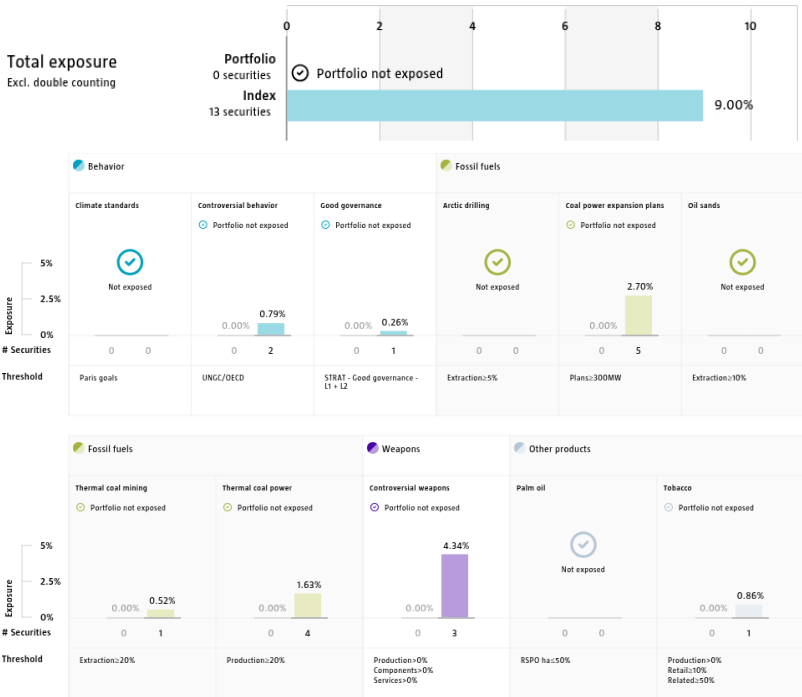 0 2 4 6 8 10
Total exposure
Excl. double counting
Portfolio
0 securities
Portfolio not exposed
Index
13 securities
9.00%
Behavior
Fossil fuels
Climate standards
Controversial behavior
Good governance
Arctic drilling
Coal power expansion plans
Oil sands
Portfolio not exposed
Portfolio not exposed
Portfolio not exposed
Not exposed
Not exposed
Not exposed
Exposure
5%
2.5%
0%
0.00% 0.79%
0.00% 0.26%
0.00% 2.70%
# Securities
0 0
0 2
0 1
0 0
0 5
0 0
Threshold
Paris goals
UNGC/OECD
STRAT - Good governance -
L1 + L2
Extraction≥5%
Plans≥300MW
Extraction≥10%
Fossil fuels
Weapons
Other products
Thermal coal mining
Thermal coal power
Controversial weapons
Palm oil
Tobacco
Portfolio not exposed
Portfolio not exposed
Portfolio not exposed
Portfolio not exposed
Not exposed
Exposure
5%
2.5%
0%
0.00% 0.52%
0.00% 1.63%
0.00% 4.34%
0.00% 0.86%
# Securities
0 1
0 4
0 3
0 0
0 1
Threshold
Extraction≥20%
Production≥20%
Production>0%
Components>0%
Services>0%
RSPO ha≤50%
Production>0%
Retail≥10%
Related≥50%